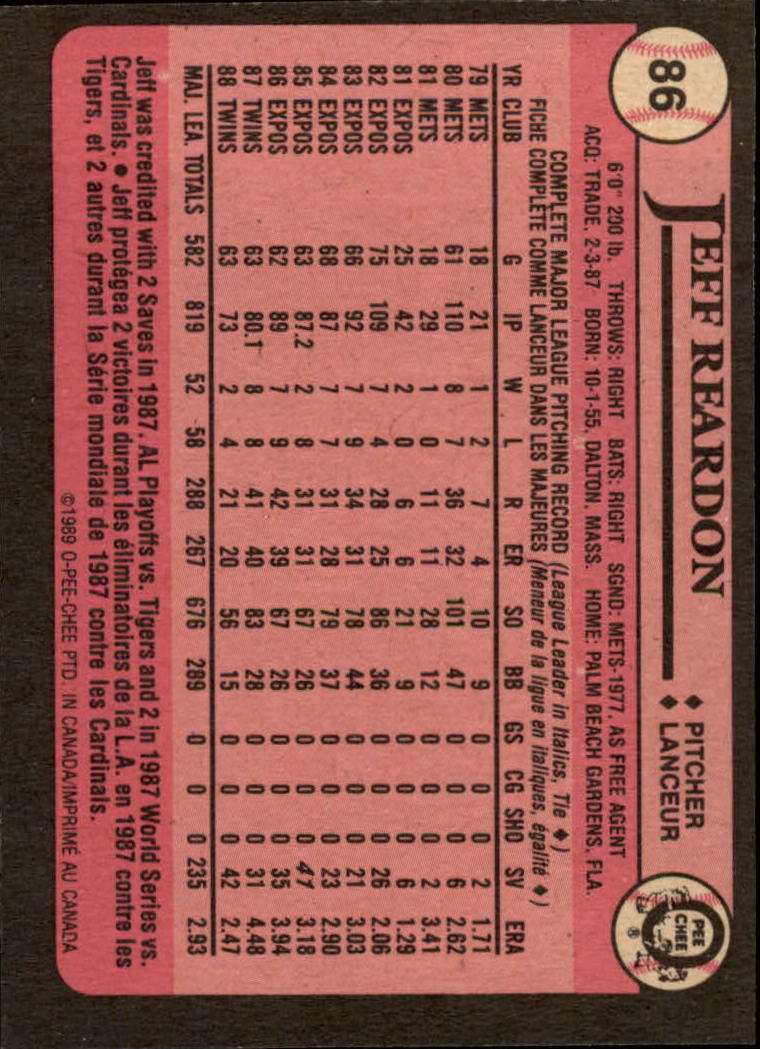 86
JEFF REARDON
♦ PITCHER
♦ LANCEUR
O
PEE
CHEE
®
6'0" 200 lb. THROWS: RIGHT BATS: RIGHT SGND: METS-1977, AS FREE AGENT
ACQ: TRADE, 2-3-87 BORN: 10-1-55, DALTON, MASS. HOME: PALM BEACH GARDENS, FLA.
COMPLETE MAJOR LEAGUE PITCHING RECORD (League Leader in Italics, Tie ♦)
FICHE COMPLÈTE COMME LANCEUR DANS LES MAJEURES (Meneur de la ligue en italiques, égalité ♦)
YR CLUB G IP W L R ER SO BB GS CG SHO SV ERA
79 METS 18 21 1 2 7 4 10 9 0 0 0 2 1.71
80 METS 61 110 8 7 36 32 101 47 0 0 0 6 2.62
81 METS 18 29 1 0 11 11 28 12 0 0 0 2 3.41
81 EXPOS 25 42 2 0 6 6 21 9 0 0 0 6 1.29
82 EXPOS 75 109 7 4 28 25 86 36 0 0 0 26 2.06
83 EXPOS 66 92 7 9 34 31 78 44 0 0 0 21 3.03
84 EXPOS 68 87 7 7 31 28 79 37 0 0 0 23 2.90
85 EXPOS 63 87.2 2 8 31 31 67 26 0 0 0 41 3.18
86 EXPOS 62 89 7 9 42 39 67 26 0 0 0 35 3.94
87 TWINS 63 80.1 8 8 41 40 83 28 0 0 0 31 4.48
88 TWINS 63 73 2 4 21 20 56 15 0 0 0 42 2.47
MAJ. LEA. TOTALS 582 819 52 58 288 267 676 289 0 0 0 235 2.93
Jeff was credited with 2 Saves in 1987. AL Playoffs vs. Tigers and 2 in 1987 World Series vs.
Cardinals. • Jeff protégea 2 victoires durant les éliminatoires de la L.A. en 1987 contre les
Tigers, et 2 autres durant la Série mondiale de 1987 contre les Cardinals.
©1989 O-PEE-CHEE PTD. IN CANADA/IMPRIMÉ AU CANADA